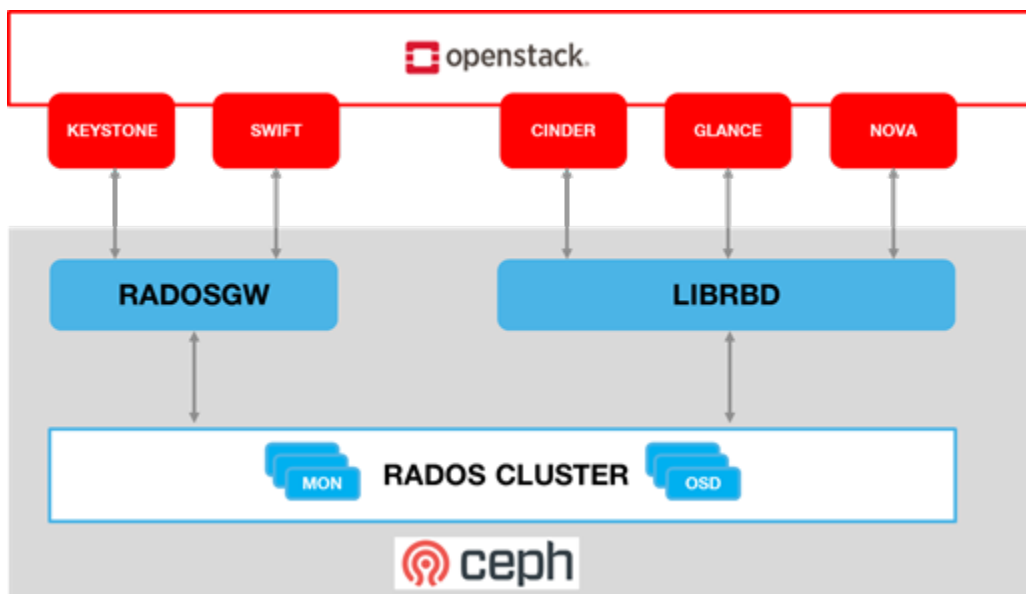 openstack.
KEYSTONE
SWIFT
CINDER
GLANCE
NOVA
RADOSGW
LIBRBD
MON
RADOS CLUSTER
OSD
ceph